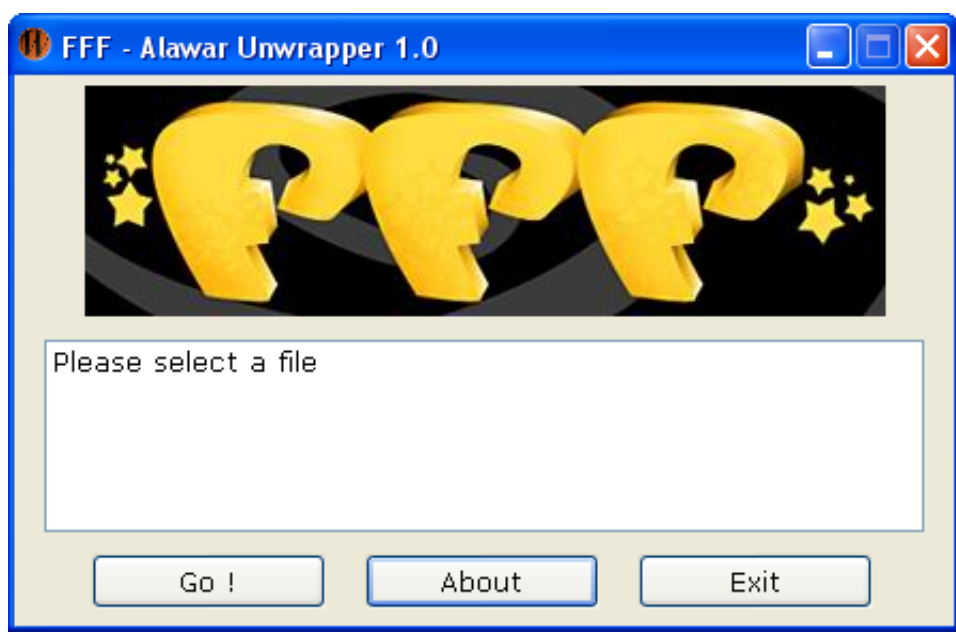 FFF - Alawar Unwrapper 1.0
FFF
Please select a file
Go !
About
Exit